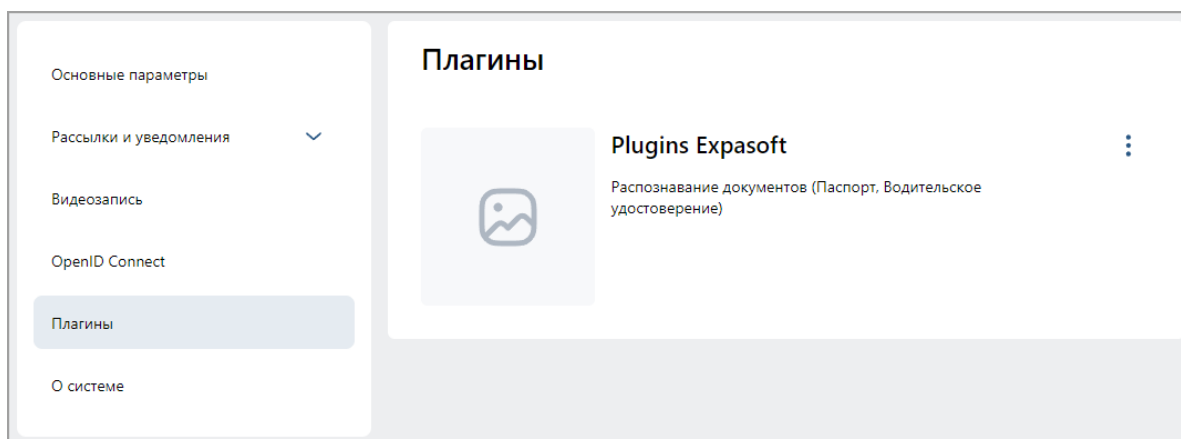 Основные параметры
Рассылки и уведомления
Видеозапись
OpenID Connect
Плагины
О системе
Плагины
Plugins Expasoft
Распознавание документов (Паспорт, Водительское
удостоверение)